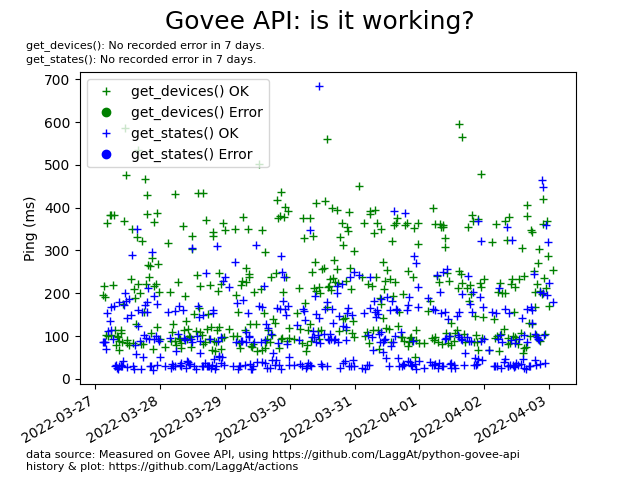 Govee API: is it working?
get_devices(): No recorded error in 7 days.
get_states(): No recorded error in 7 days.
700
600
500
400
300
200
100
0
Ping (ms)
get_devices() OK
get_devices() Error
get_states() OK
get_states() Error
2022-03-27
2022-03-28
2022-03-29
2022-03-30
2022-03-31
2022-04-01
2022-04-02
2022-04-03
data source: Measured on Govee API, using https://github.com/LaggAt/python-govee-api
history & plot: https://github.com/LaggAt/actions